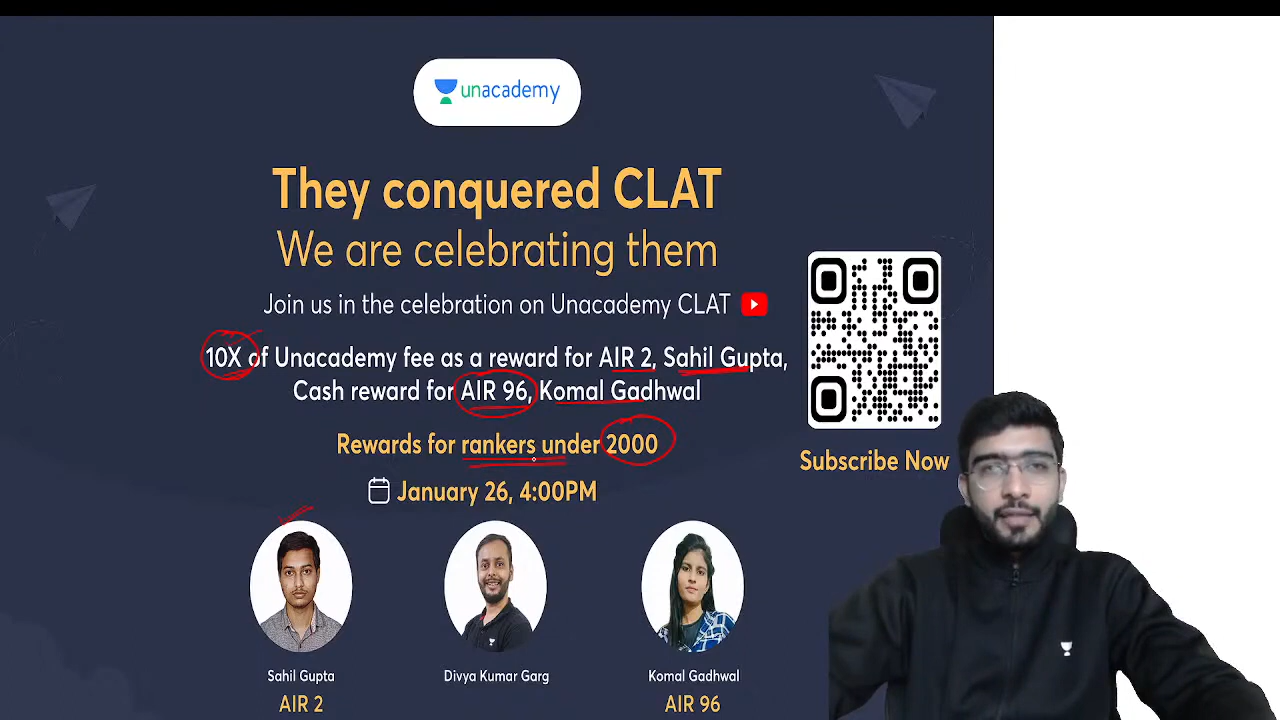 unacademy
They conquered CLAT
We are celebrating them
Join us in the celebration on Unacademy CLAT
10X of Unacademy fee as a reward for AIR 2, Sahil Gupta,
Cash reward for AIR 96, Komal Gadhwal
Rewards for rankers under 2000
January 26, 4:00PM
Subscribe Now
Sahil Gupta
AIR 2
Divya Kumar Garg
Komal Gadhwal
AIR 96